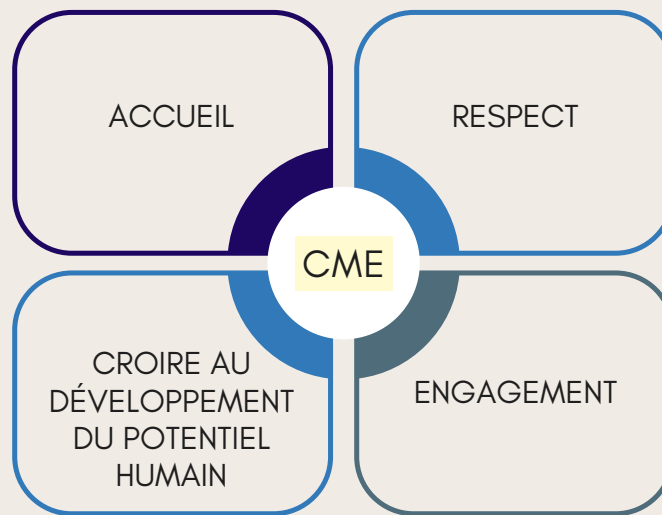 ACCUEIL
RESPECT
CME
CROIRE AU
DÉVELOPPEMENT
DU POTENTIEL
HUMAIN
ENGAGEMENT